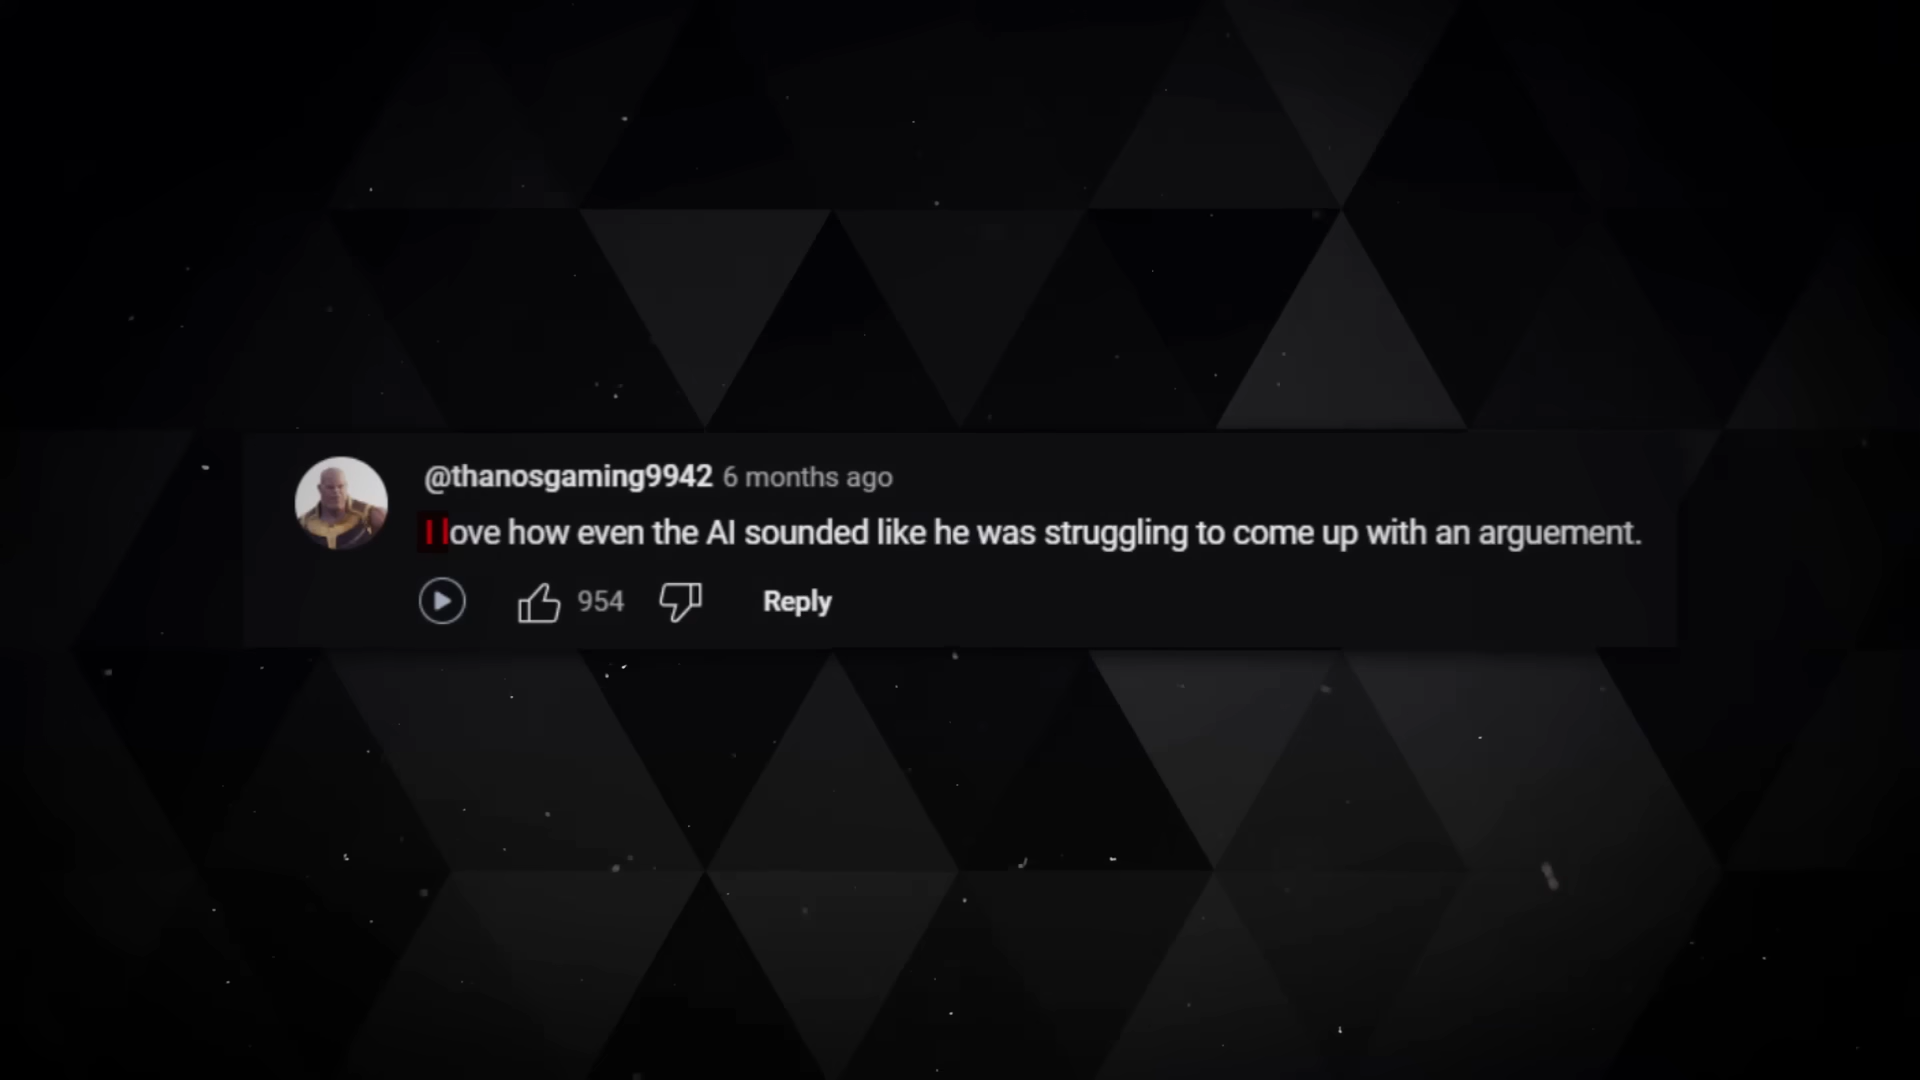 @thanosgaming9942 6 months ago
I love how even the AI sounded like he was struggling to come up with an arguement.
954 Reply